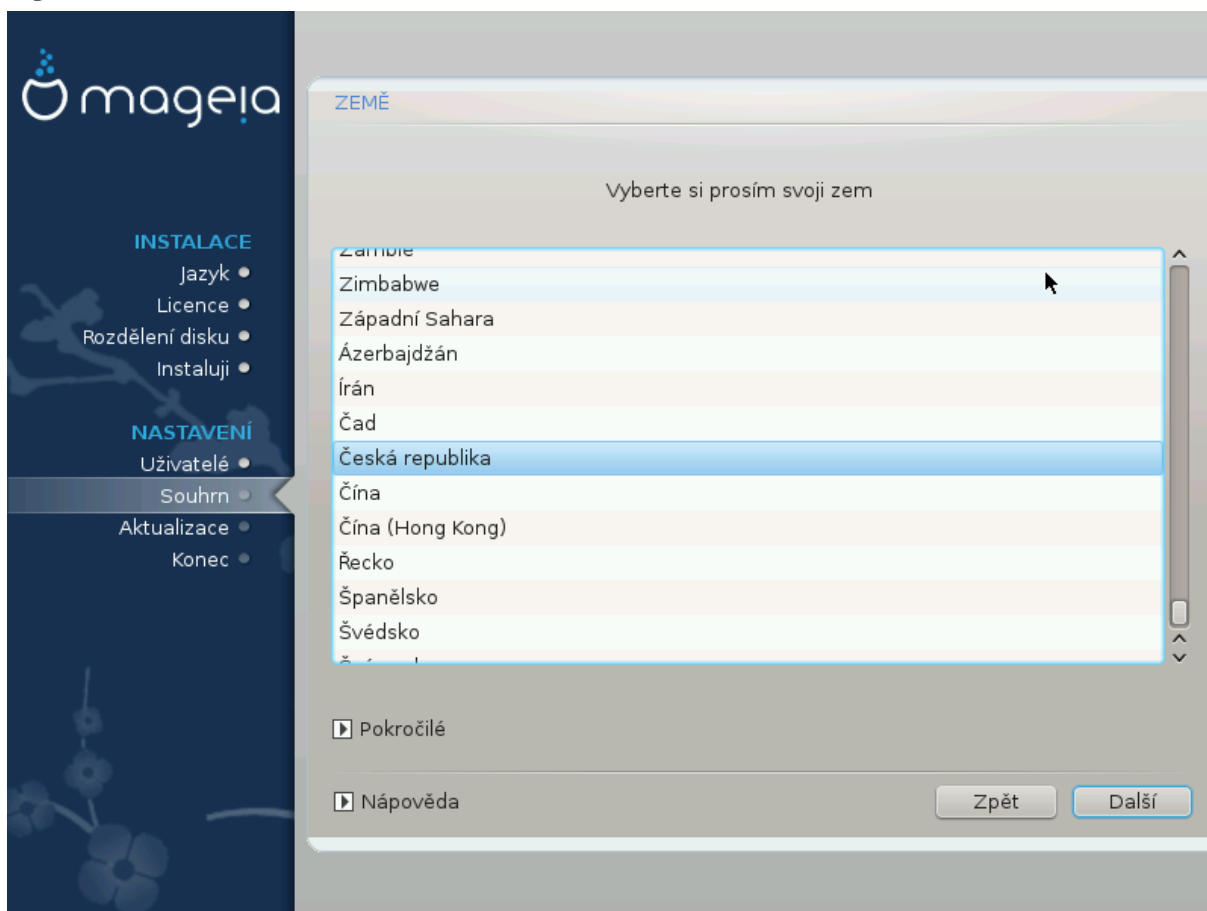 mageia
INSTALACE
Jazyk
Licence
Rozdělení disku
Instaluji
NASTAVENÍ
Uživatelé
Souhrn
Aktualizace
Konec
ZEMĚ
Vyberte si prosím svoji zem
Zambie
Zimbabwe
Západní Sahara
Ázerbajdžán
Írán
Čad
Česká republika
Čína
Čína (Hong Kong)
Řecko
Španělsko
Švédsko
Pokročilé
Nápověda
Zpět
Další